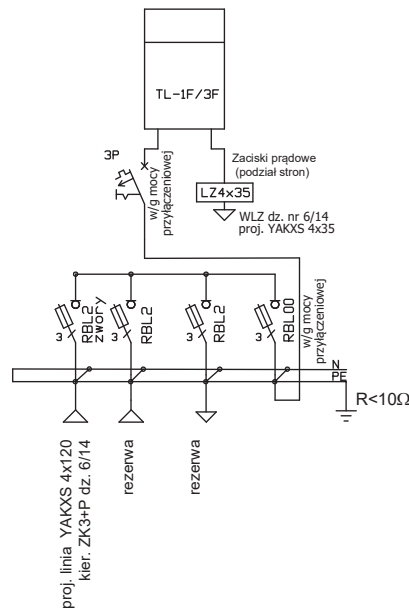 TL-1F/3F
3P
w/g mocy
przyłączeniowej
Zaciski prądowe
(podział stron)
LZ4x35
WLZ dz. nr 6/14
proj. YAKXS 4x35
3
RBL2
zwory
3
RBL2
3
RBL2
3
RBL00
w/g mocy
przyłączeniowej
N
PE
R<10Ω
proj. linia YAKXS 4x120
kier. ZK3+P dz. 6/14
rezerwa
rezerwa